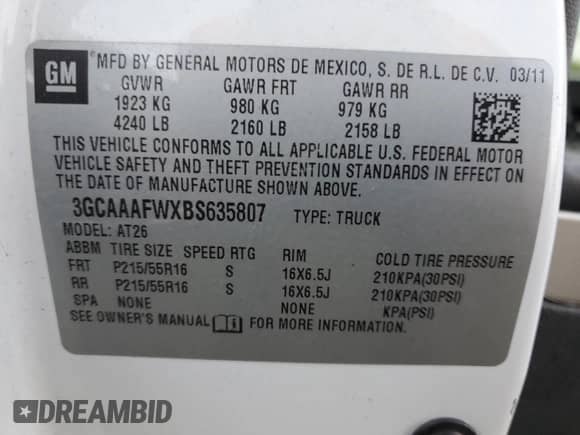 GM
®MFD BY GENERAL MOTORS DE MEXICO, S. DE R.L. DE C.V. 03/11
GVWR GAWR FRT GAWR RR
1923 KG 980 KG 979 KG
4240 LB 2160 LB 2158 LB
THIS VEHICLE CONFORMS TO ALL APPLICABLE U.S. FEDERAL MOTOR
VEHICLE SAFETY AND THEFT PREVENTION STANDARDS IN EFFECT ON
THE DATE OF MANUFACTURE SHOWN ABOVE.
3GCAAAFWXBS635807 TYPE: TRUCK
MODEL: AT26
ABBM TIRE SIZE SPEED RTG RIM COLD TIRE PRESSURE
FRT P215/55R16 S 16X6.5J 210KPA(30PSI)
RR P215/55R16 S 16X6.5J 210KPA(30PSI)
SPA NONE NONE KPA(PSI)
SEE OWNER'S MANUAL i FOR MORE INFORMATION.
DREAMBID